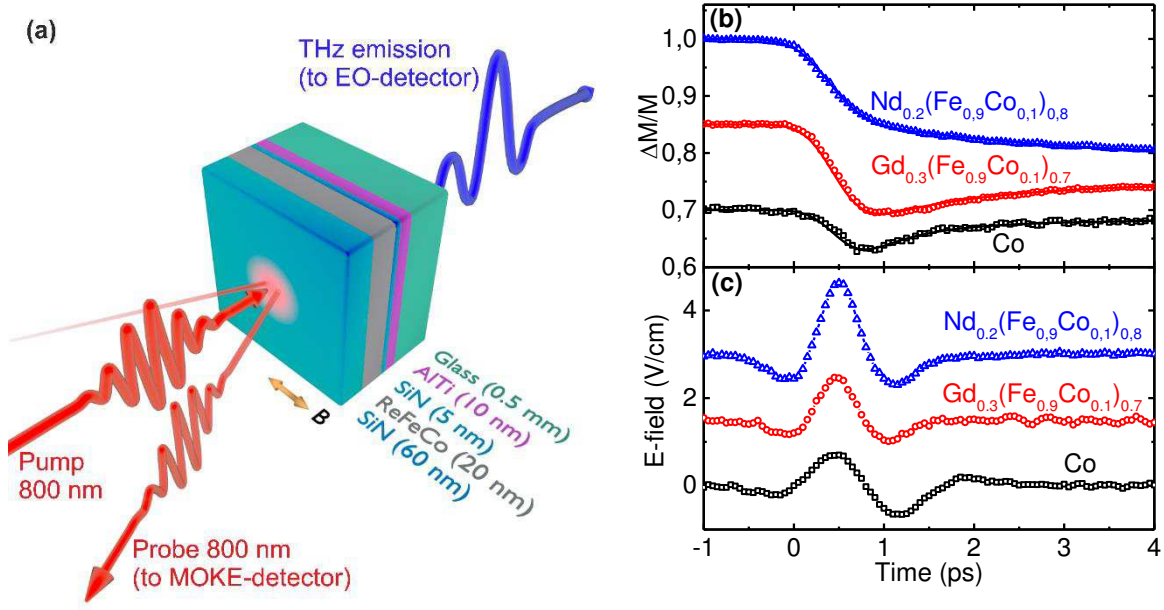 (a)
THz emission
(to EO-detector)
Glass (0.5 mm)
AlTi (10 nm)
SiN (5 nm)
ReFeCo (20 nm)
SiN (60 nm)
B
Pump
800 nm
Probe 800 nm
(to MOKE-detector)
(b)
1,0
0,9
0,8
0,7
0,6
ΔM/M
Nd0.2(Fe0,9Co0,1)0,8
Gd0.3(Fe0.9Co0.1)0.7
Co
(c)
4
2
0
E-field (V/cm)
Nd0.2(Fe0,9Co0,1)0,8
Gd0.3(Fe0.9Co0.1)0.7
Co
-1 0 1 2 3 4
Time (ps)